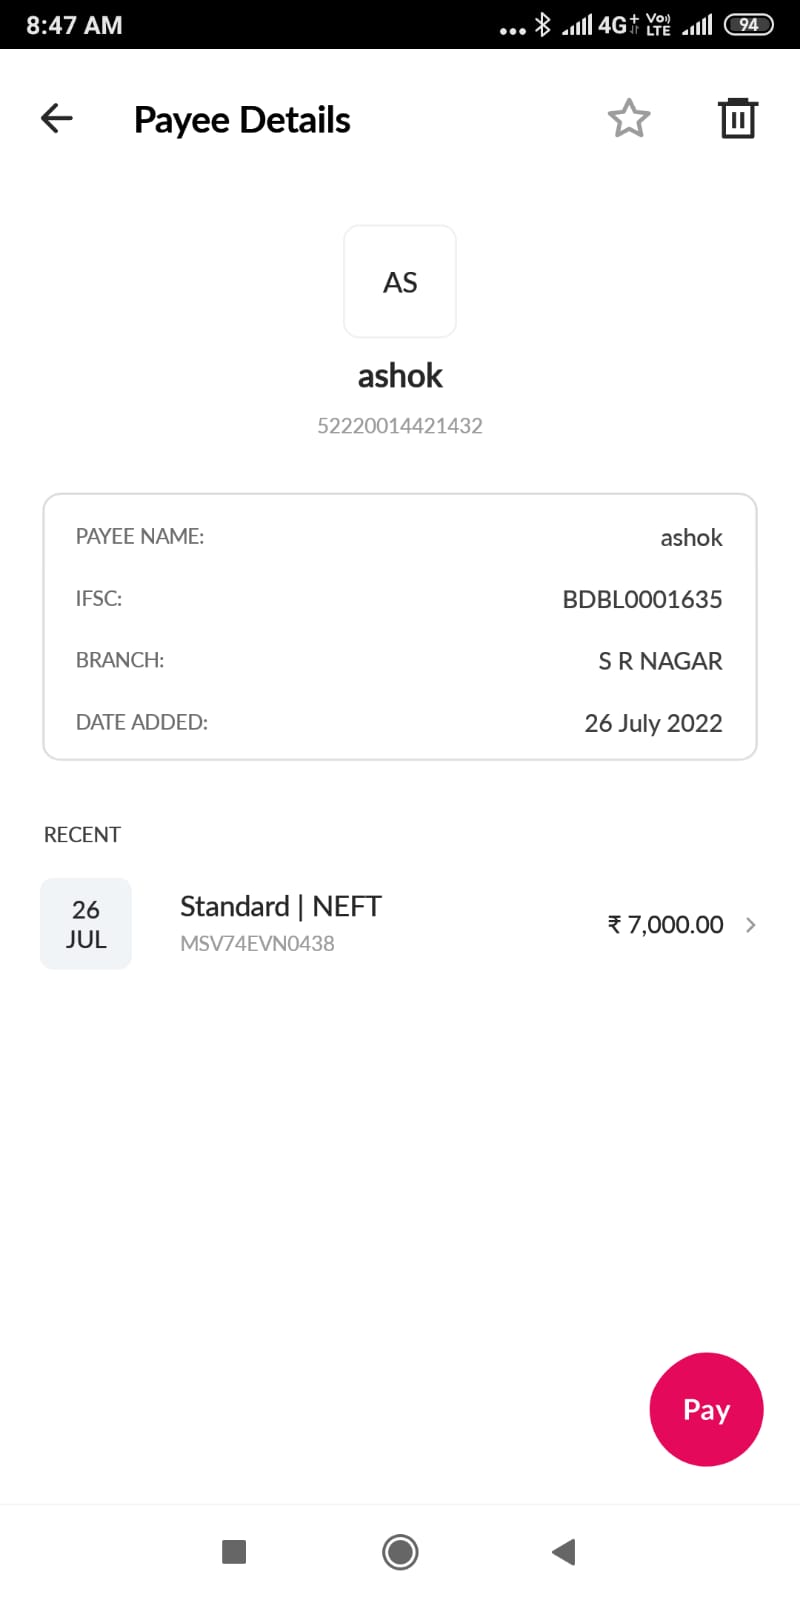 8:47 AM
4G+ Vo)) LTE 94
Payee Details
AS
ashok
52220014421432
PAYEE NAME: ashok
IFSC: BDBL0001635
BRANCH: S R NAGAR
DATE ADDED: 26 July 2022
RECENT
26 JUL
Standard | NEFT
MSV74EVN0438
₹ 7,000.00
Pay